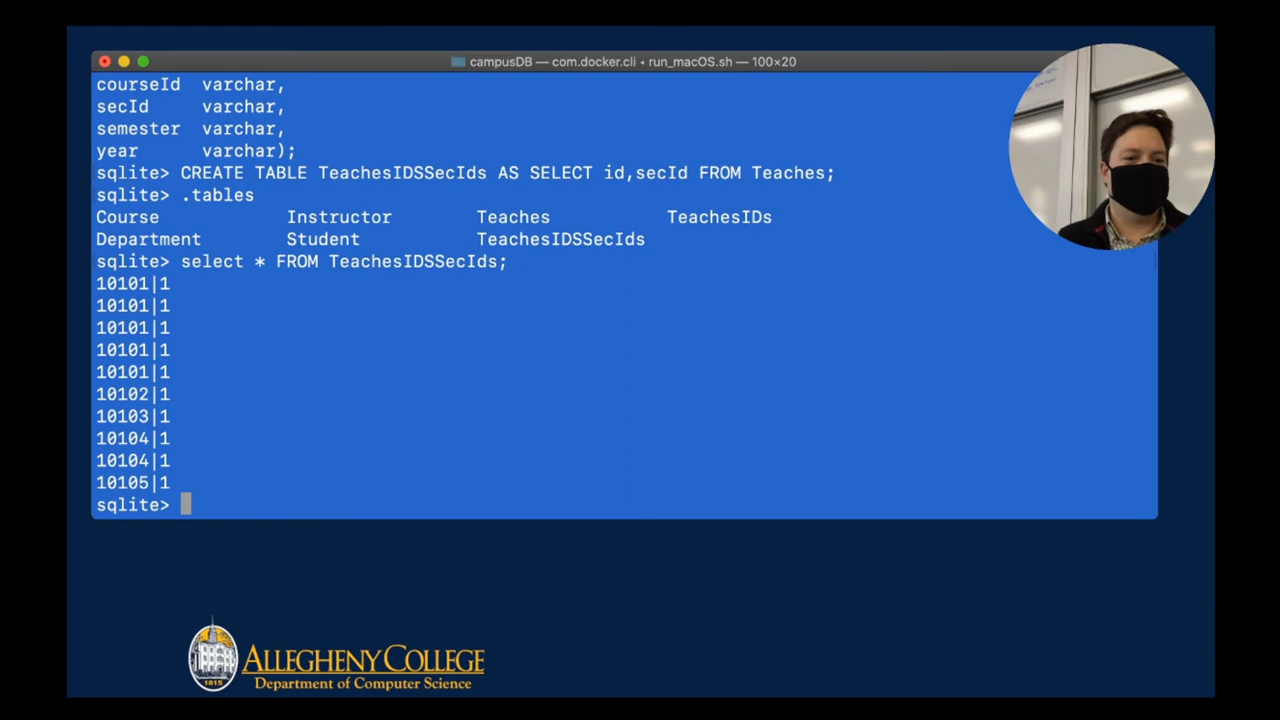 campusDB — com.docker.cli • run_macOS.sh — 100×20
courseId varchar,
secId varchar,
semester varchar,
year varchar);
sqlite> CREATE TABLE TeachesIDSSecIds AS SELECT id,secId FROM Teaches;
sqlite> .tables
Course Instructor Teaches TeachesIDs
Department Student TeachesIDSSecIds
sqlite> select * FROM TeachesIDSSecIds;
10101|1
10101|1
10101|1
10101|1
10101|1
10102|1
10103|1
10104|1
10104|1
10105|1
sqlite>
1815
ALLEGHENY COLLEGE
Department of Computer Science